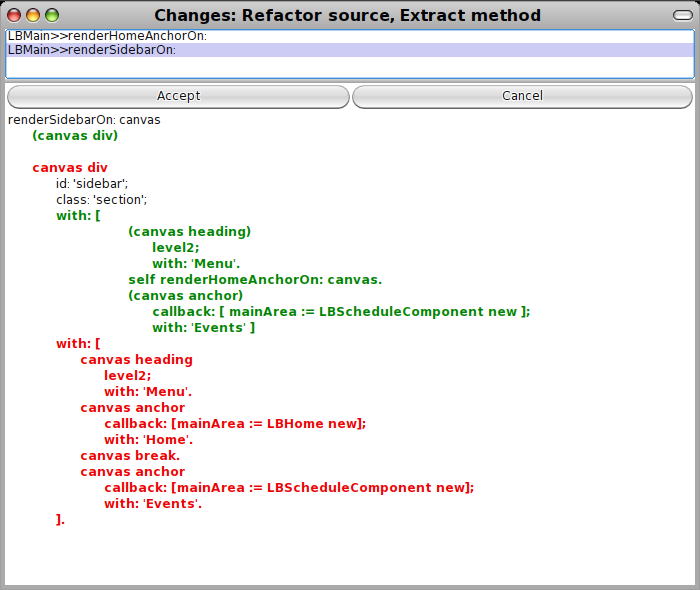 Changes: Refactor source, Extract method
LBMain>>renderHomeAnchorOn:
LBMain>>renderSidebarOn:
Accept Cancel
renderSidebarOn: canvas
(canvas div)
canvas div
id: 'sidebar';
class: 'section';
with: [
(canvas heading)
level2;
with: 'Menu'.
self renderHomeAnchorOn: canvas.
(canvas anchor)
callback: [ mainArea := LBScheduleComponent new ];
with: 'Events' ]
with: [
canvas heading
level2;
with: 'Menu'.
canvas anchor
callback: [mainArea := LBHome new];
with: 'Home'.
canvas break.
canvas anchor
callback: [mainArea := LBScheduleComponent new];
with: 'Events'.
].